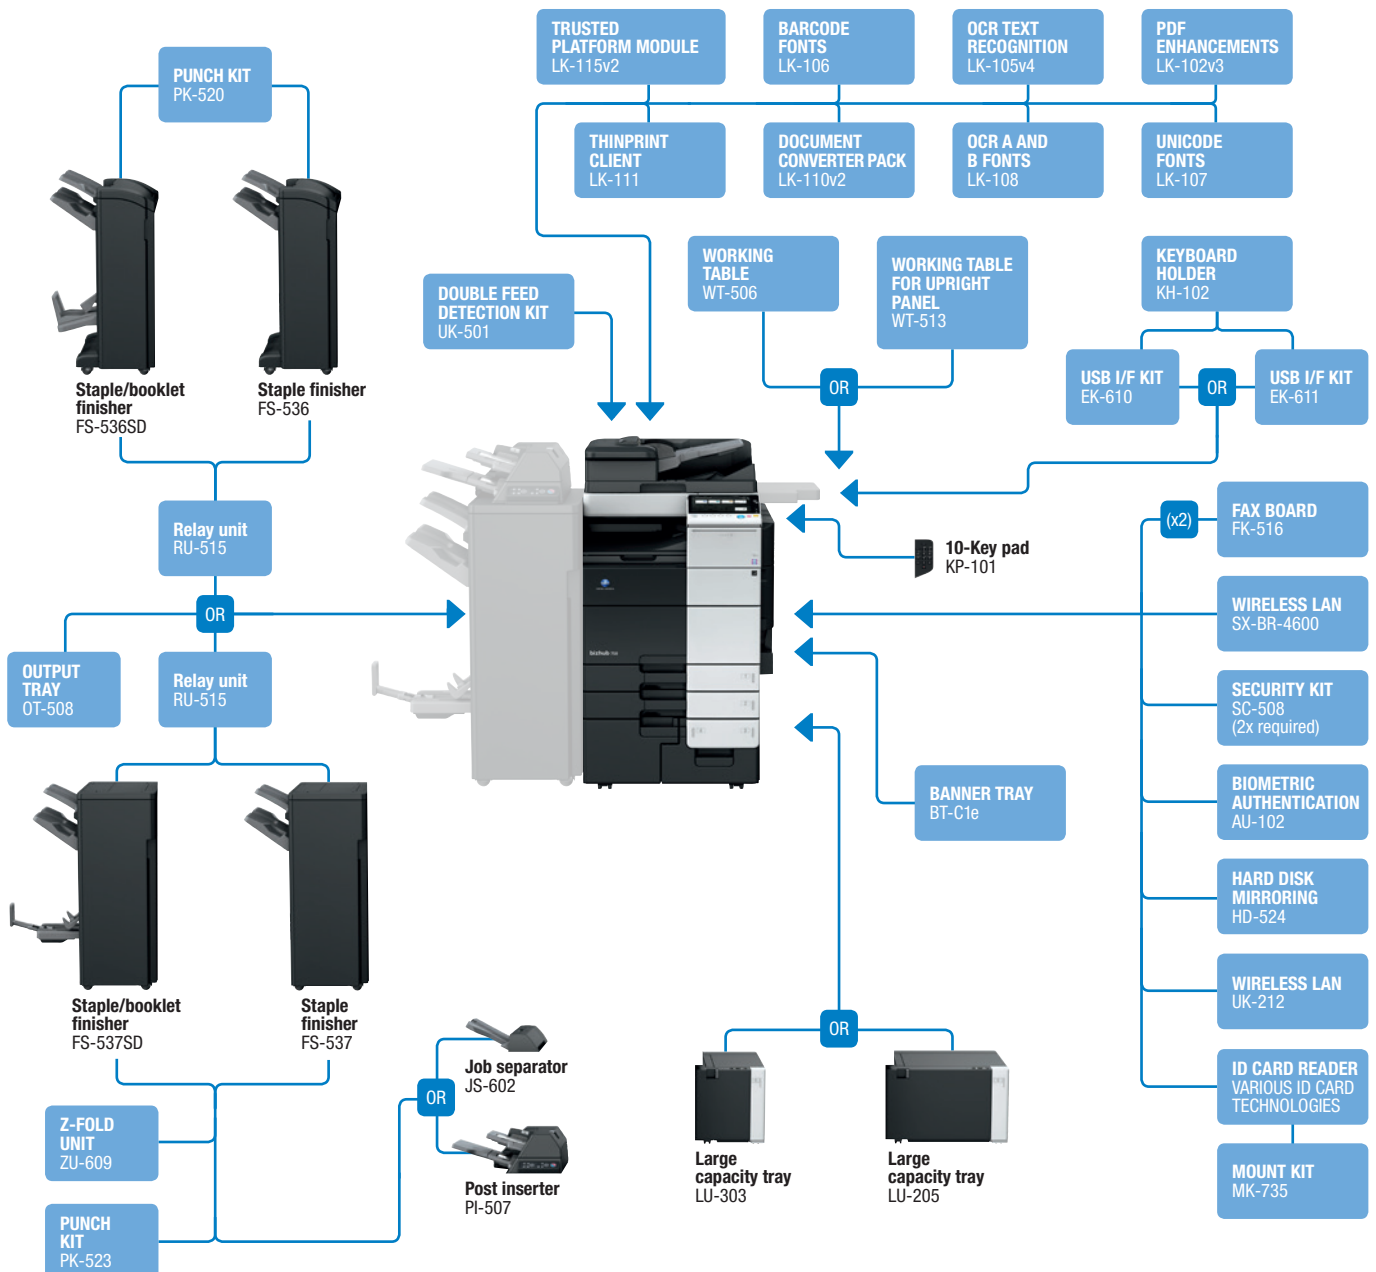 TRUSTED
PLATFORM MODULE
LK-115v2
BARCODE
FONTS
LK-106
OCR TEXT
RECOGNITION
LK-105v4
PDF
ENHANCEMENTS
LK-102v3
PUNCH KIT
PK-520
THINPRINT
CLIENT
LK-111
DOCUMENT
CONVERTER PACK
LK-110v2
OCR A AND
B FONTS
LK-108
UNICODE
FONTS
LK-107
WORKING
TABLE
WT-506
WORKING TABLE
FOR UPRIGHT
PANEL
WT-513
KEYBOARD
HOLDER
KH-102
DOUBLE FEED
DETECTION KIT
UK-501
OR
USB I/F KIT
EK-610
OR
USB I/F KIT
EK-611
Staple/booklet
finisher
FS-536SD
Staple finisher
FS-536
Relay unit
RU-515
(x2)
FAX BOARD
FK-516
10-Key pad
KP-101
OR
WIRELESS LAN
SX-BR-4600
bizhub
OUTPUT
TRAY
OT-508
Relay unit
RU-515
SECURITY KIT
SC-508
(2x required)
BANNER TRAY
BT-C1e
BIOMETRIC
AUTHENTICATION
AU-102
HARD DISK
MIRRORING
HD-524
WIRELESS LAN
UK-212
Staple/booklet
finisher
FS-537SD
Staple
finisher
FS-537
OR
Job separator
JS-602
OR
ID CARD READER
VARIOUS ID CARD
TECHNOLOGIES
Z-FOLD
UNIT
ZU-609
Post inserter
PI-507
Large
capacity tray
LU-303
Large
capacity tray
LU-205
MOUNT KIT
MK-735
PUNCH
KIT
PK-523